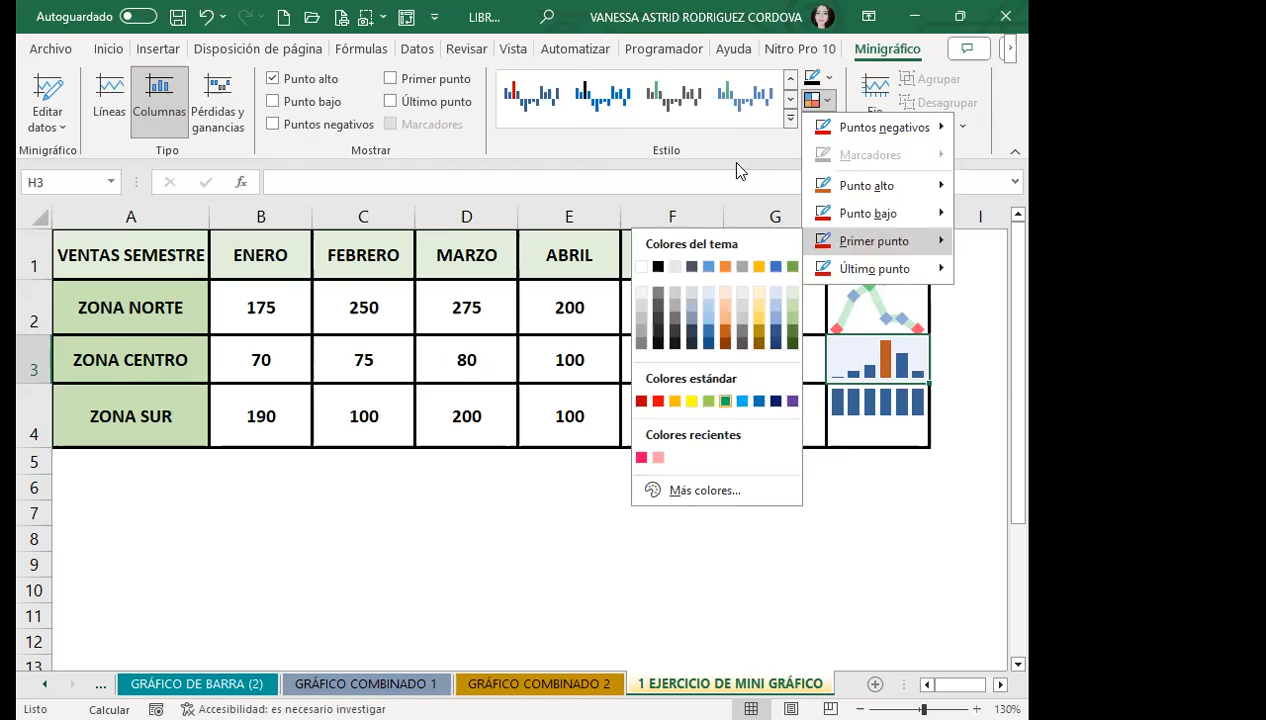 Autoguardado
LIBR...
VANESSA ASTRID RODRIGUEZ CORDOVA
Archivo Inicio Insertar Disposición de página Fórmulas Datos Revisar Vista Automatizar Programador Ayuda Nitro Pro 10 Minigráfico
Editar datos
Líneas
Columnas
Pérdidas y ganancias
Punto alto
Primer punto
Punto bajo
Último punto
Puntos negativos
Marcadores
Agrupar
Desagrupar
Minigráfico Tipo Mostrar Estilo
Puntos negativos
Marcadores
Punto alto
Punto bajo
Primer punto
Último punto
H3
fx
A B C D E F G I
1 VENTAS SEMESTRE ENERO FEBRERO MARZO ABRIL
2 ZONA NORTE 175 250 275 200
3 ZONA CENTRO 70 75 80 100
4 ZONA SUR 190 100 200 100
5
6
7
8
9
10
11
12
13
Colores del tema
Colores estándar
Colores recientes
Más colores...
... GRÁFICO DE BARRA (2) GRÁFICO COMBINADO 1 GRÁFICO COMBINADO 2 1 EJERCICIO DE MINI GRÁFICO
Listo Calcular Accesibilidad: es necesario investigar 130%